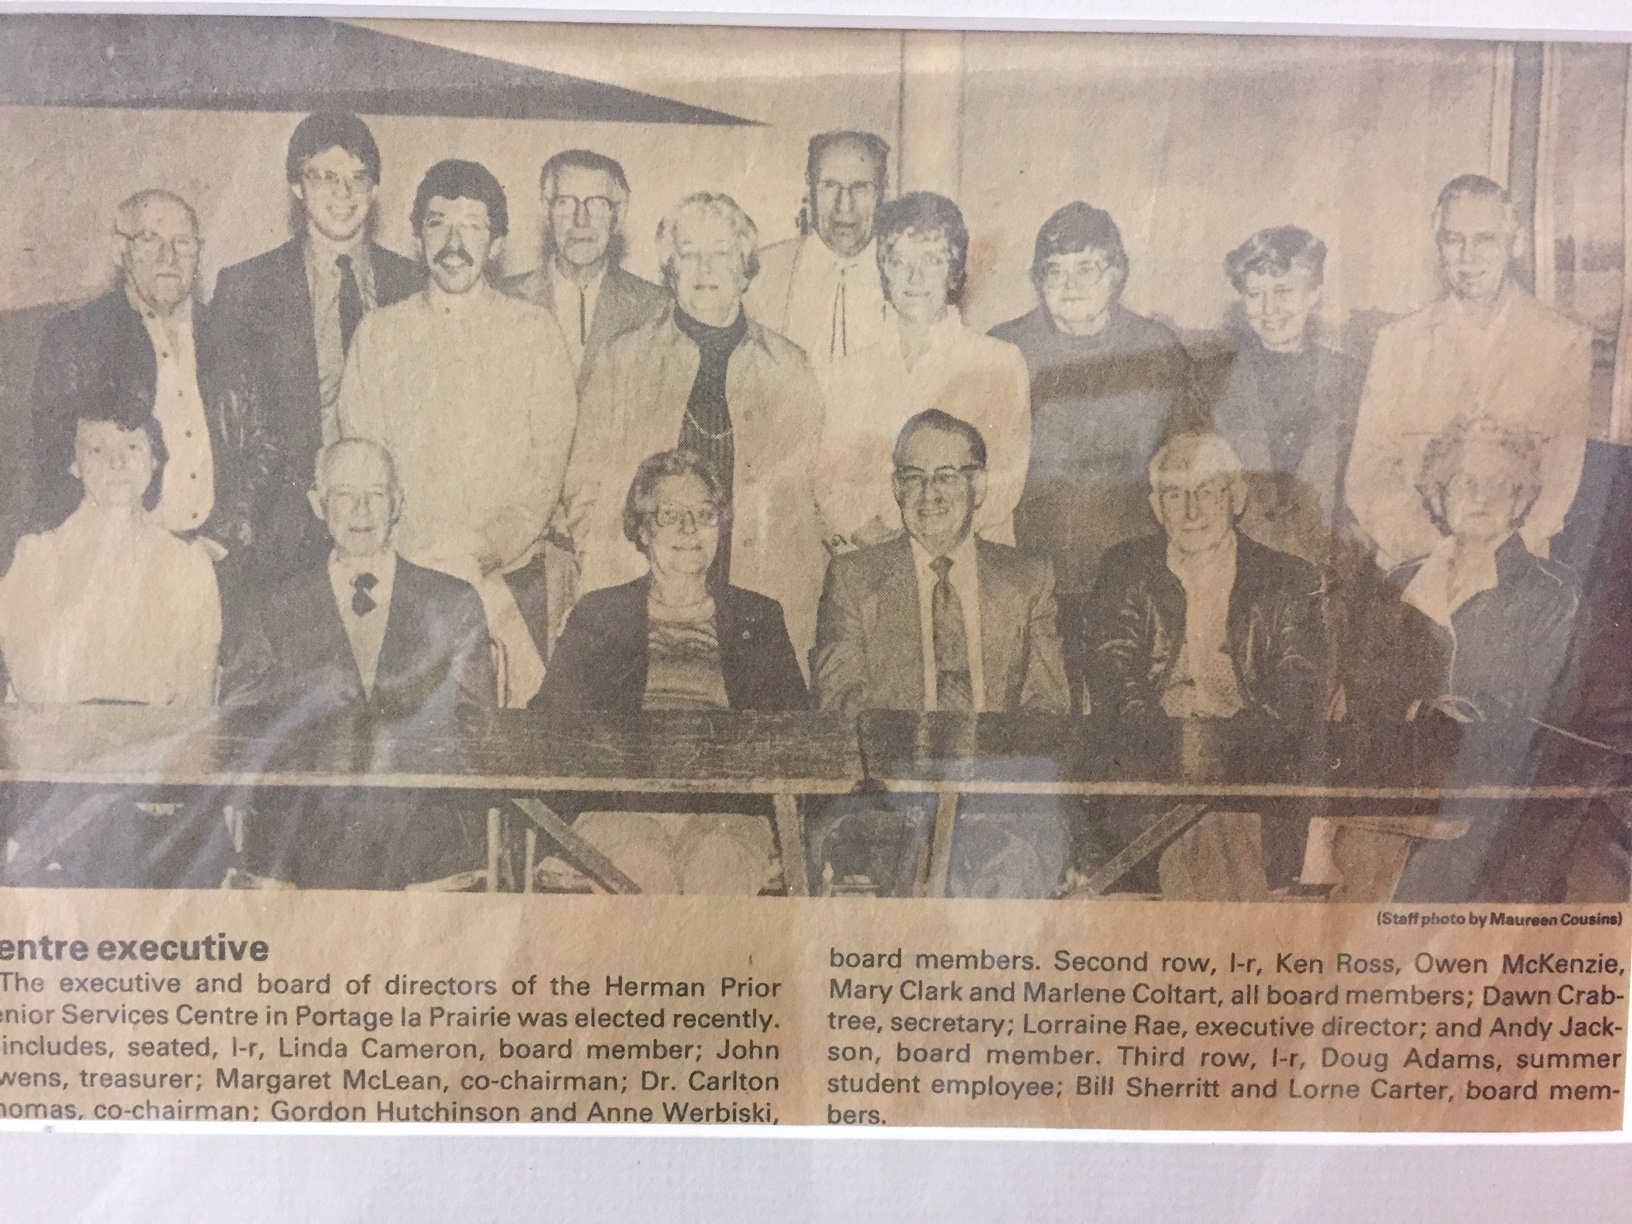 (Staff photo by Maureen Cousins)
entre executive
The executive and board of directors of the Herman Prior
enior Services Centre in Portage la Prairie was elected recently.
includes, seated, l-r, Linda Cameron, board member; John
wens, treasurer; Margaret McLean, co-chairman; Dr. Carlton
homas, co-chairman; Gordon Hutchinson and Anne Werbiski,
board members. Second row, l-r, Ken Ross, Owen McKenzie,
Mary Clark and Marlene Coltart, all board members; Dawn Crab-
tree, secretary; Lorraine Rae, executive director; and Andy Jack-
son, board member. Third row, l-r, Doug Adams, summer
student employee; Bill Sherritt and Lorne Carter, board mem-
bers.